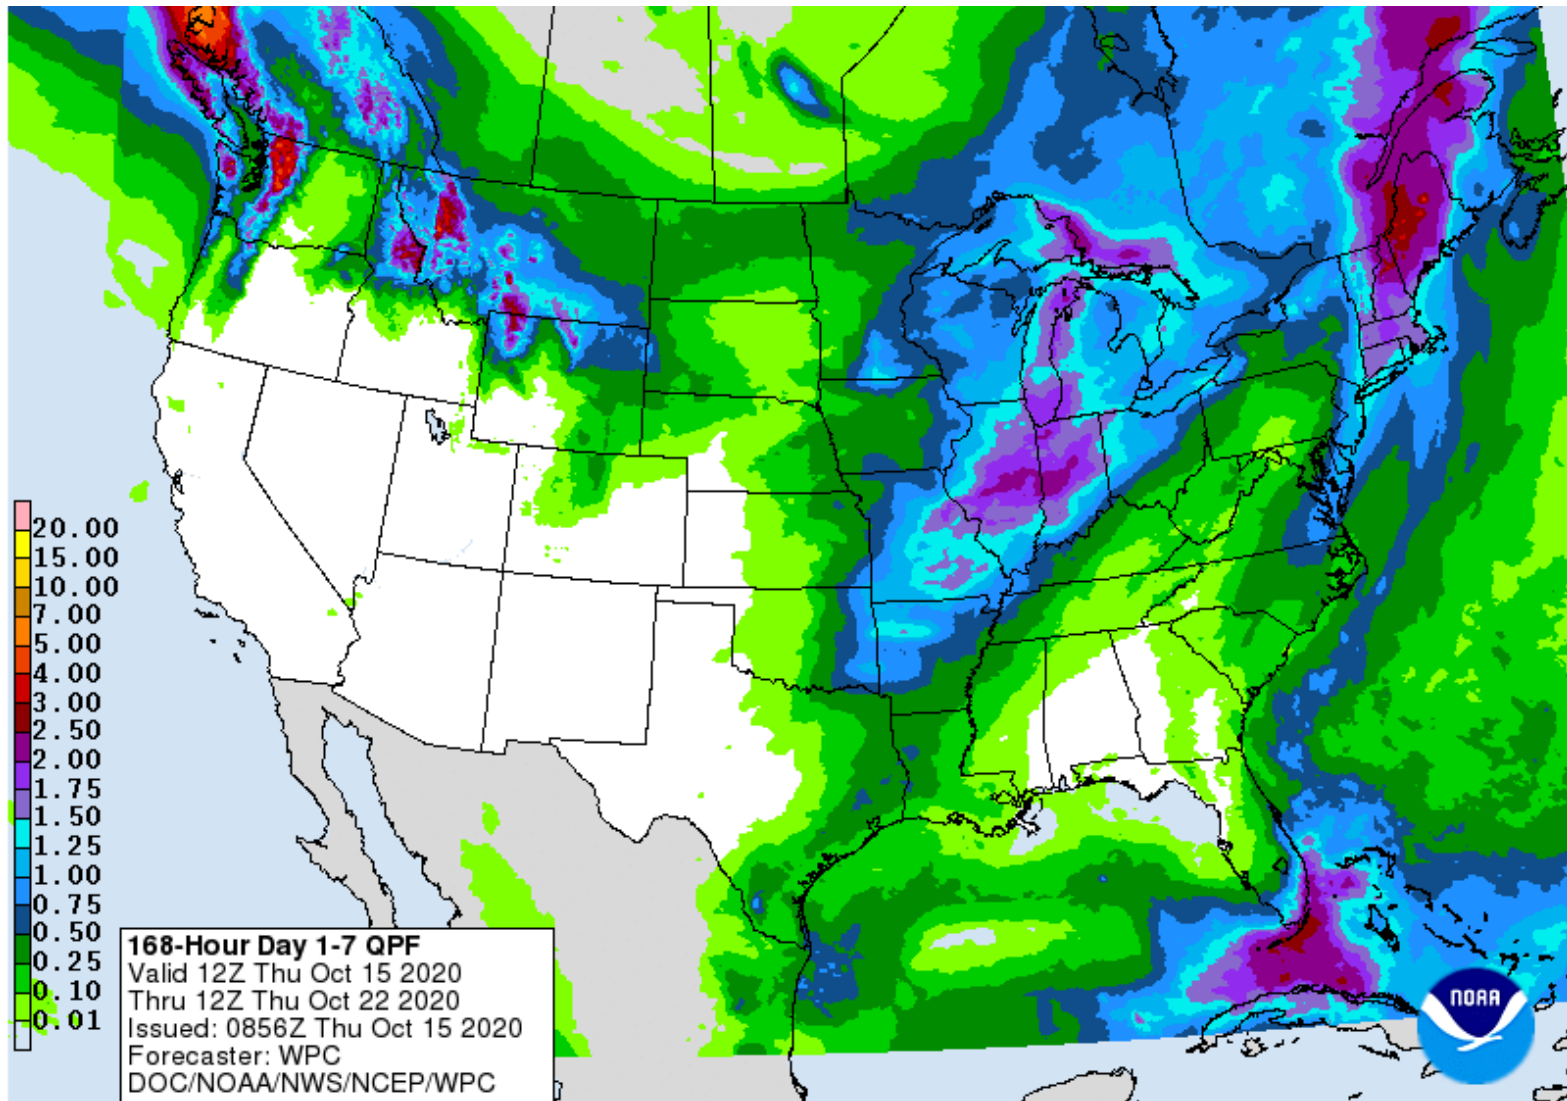 20.00
15.00
10.00
7.00
5.00
4.00
3.00
2.50
2.00
1.75
1.50
1.25
1.00
0.75
0.50
0.25
0.10
0.01
168-Hour Day 1-7 QPF
Valid 12Z Thu Oct 15 2020
Thru 12Z Thu Oct 22 2020
Issued: 0856Z Thu Oct 15 2020
Forecaster: WPC
DOC/NOAA/NWS/NCEP/WPC
NOAA